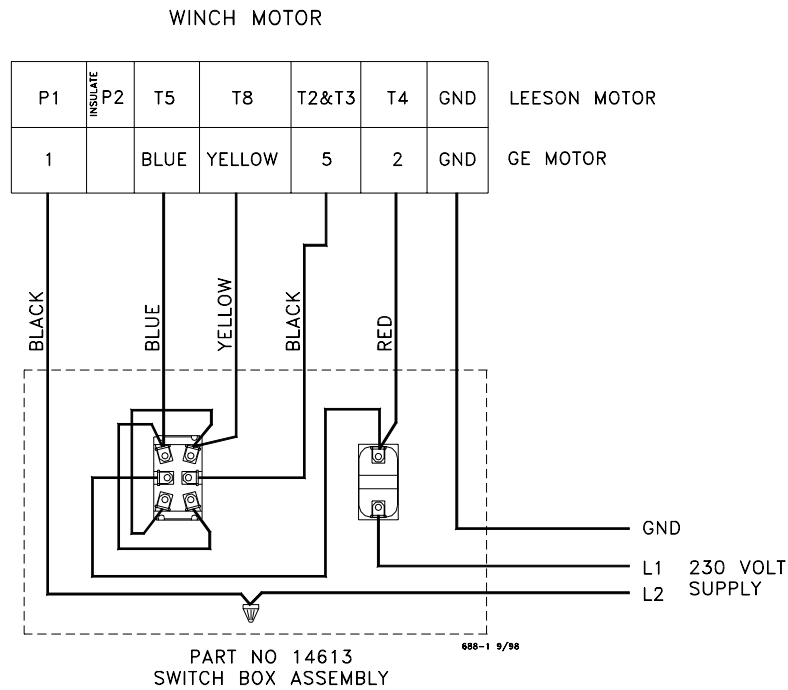 WINCH MOTOR
P1 INSULATE P2 T5 T8 T2&T3 T4 GND LEESON MOTOR
1 BLUE YELLOW 5 2 GND GE MOTOR
BLACK BLUE YELLOW BLACK RED
GND
L1 230 VOLT
L2 SUPPLY
688-1 9/98
PART NO 14613
SWITCH BOX ASSEMBLY